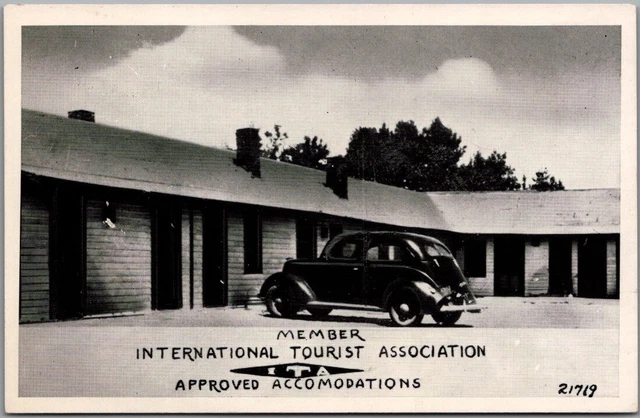 MEMBER
INTERNATIONAL TOURIST ASSOCIATION
ITA
APPROVED ACCOMODATIONS
21719